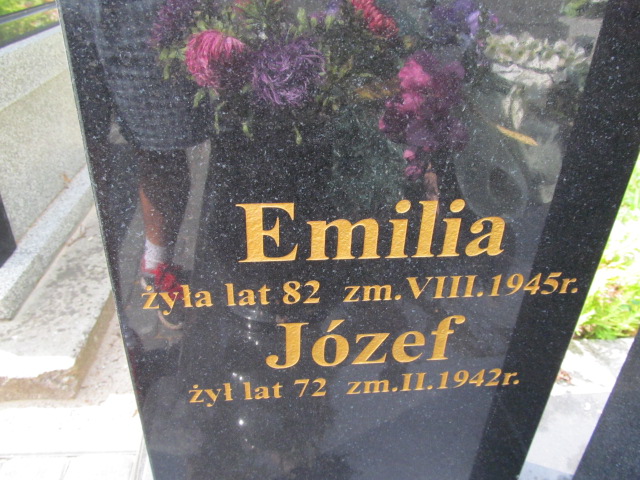 Emilia
żyła lat 82 zm.VIII.1945r.
Józef
żył lat 72 zm.II.1942r.